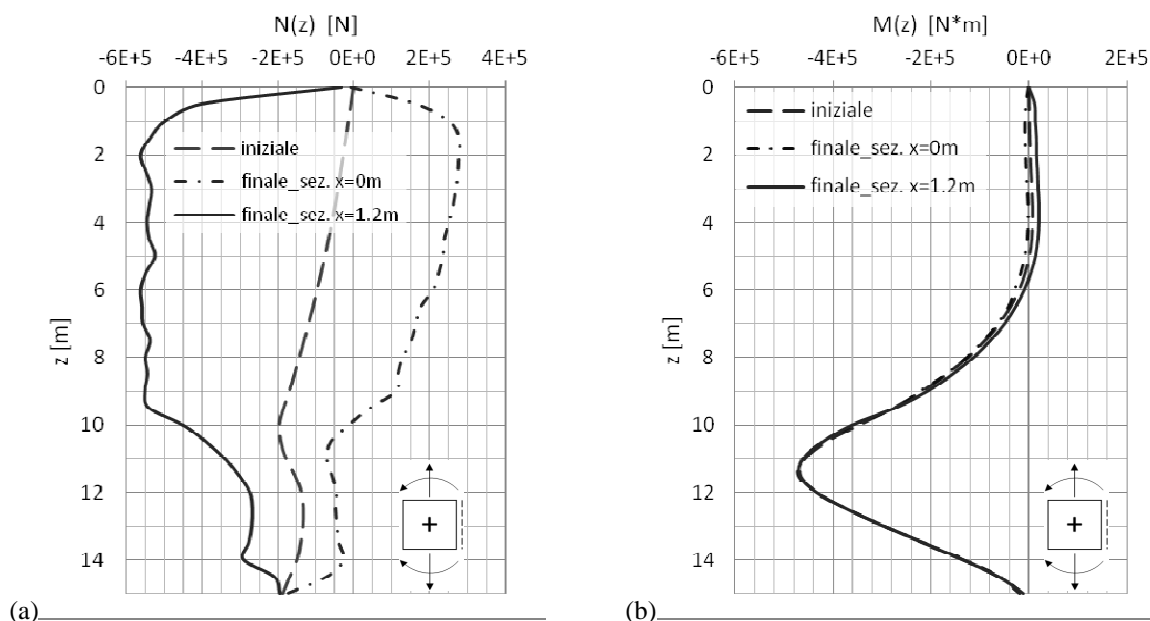 N(z) [N]
-6E+5 -4E+5 -2E+5 0E+0 2E+5 4E+5
0
2
4
6
8
10
12
14
z [m]
iniziale
finale_sez. x=0m
finale_sez. x=1.2m
(a)
M(z) [N*m]
-6E+5 -4E+5 -2E+5 0E+0 2E+5
0
2
4
6
8
10
12
14
z [m]
iniziale
finale_sez. x=0m
finale_sez. x=1.2m
(b)